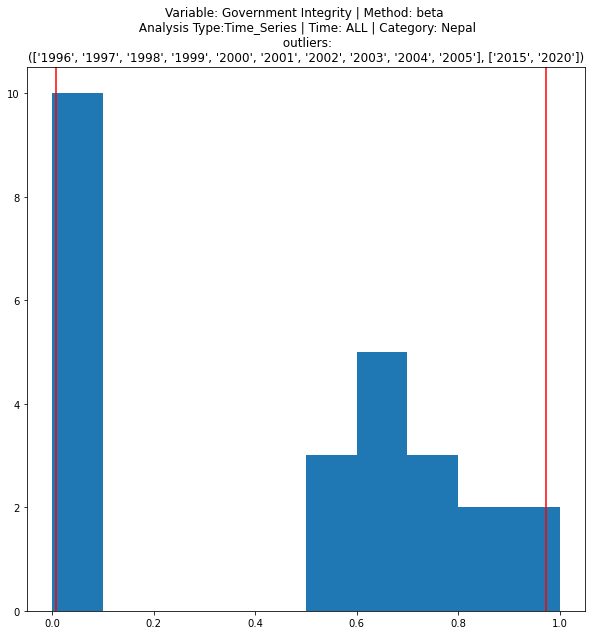 Variable: Government Integrity | Method: beta
Analysis Type:Time_Series | Time: ALL | Category: Nepal
outliers:
(['1996', '1997', '1998', '1999', '2000', '2001', '2002', '2003', '2004', '2005'], ['2015', '2020'])
10
8
6
4
2
0
0.0 0.2 0.4 0.6 0.8 1.0